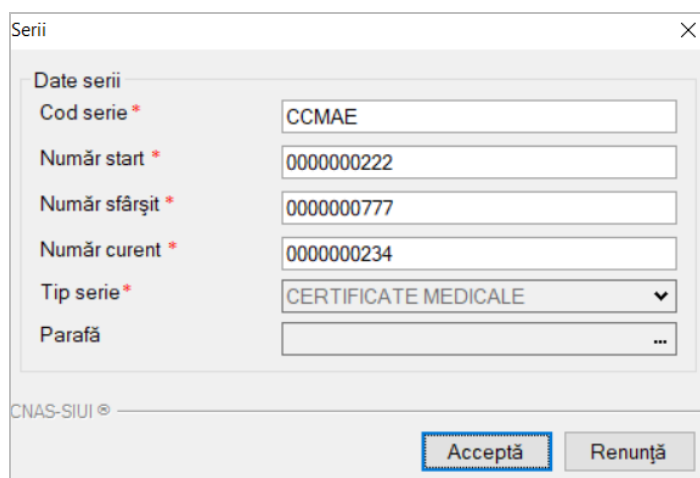 Serii
Date serii
Cod serie * CCMAE
Număr start * 0000000222
Număr sfârșit * 0000000777
Număr curent * 0000000234
Tip serie * CERTIFICATE MEDICALE
Parafă ...
CNAS-SIUI ®
Acceptă Renunță